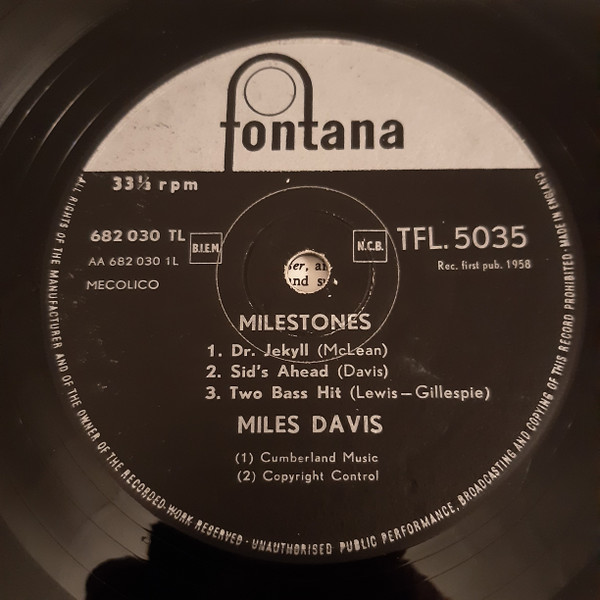 fontana
33⅓ rpm
682 030 TL
B.I.E.M.
N.C.B.
TFL. 5035
AA 682 030 1L
Rec. first pub. 1958
MECOLICO
MILESTONES
1. Dr. Jekyll (McLean)
2. Sid's Ahead (Davis)
3. Two Bass Hit (Lewis—Gillespie)
MILES DAVIS
(1) Cumberland Music
(2) Copyright Control
ALL RIGHTS OF THE MANUFACTURER AND OF THE OWNER OF THE RECORDED·WORK RESERVED · UNAUTHORISED PUBLIC PERFORMANCE, BROADCASTING AND COPYING OF THIS RECORD PROHIBITED · MADE IN ENGLAND